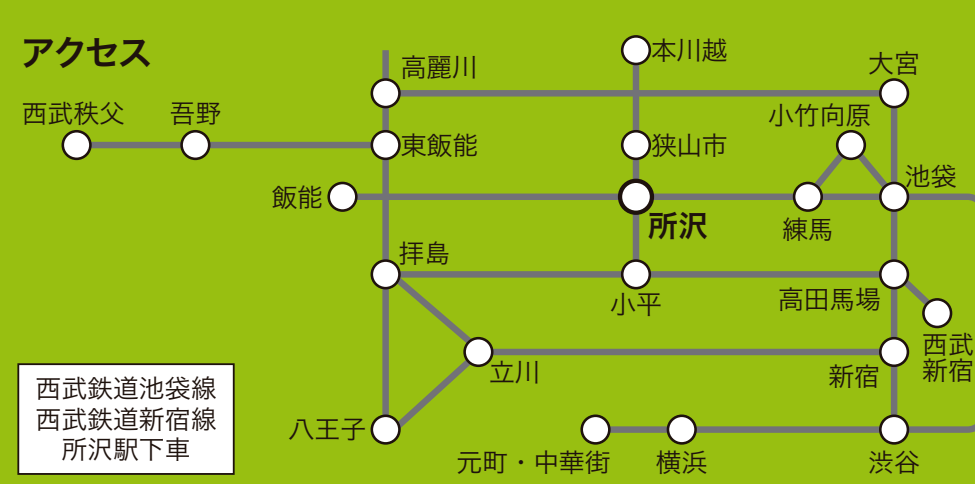 アクセス
本川越
高麗川
大宮
西武秩父
吾野
小竹向原
東飯能
狭山市
池袋
飯能
所沢
練馬
拝島
小平
高田馬場
西武
新宿
立川
新宿
西武鉄道池袋線
西武鉄道新宿線
所沢駅下車
八王子
元町・中華街
横浜
渋谷